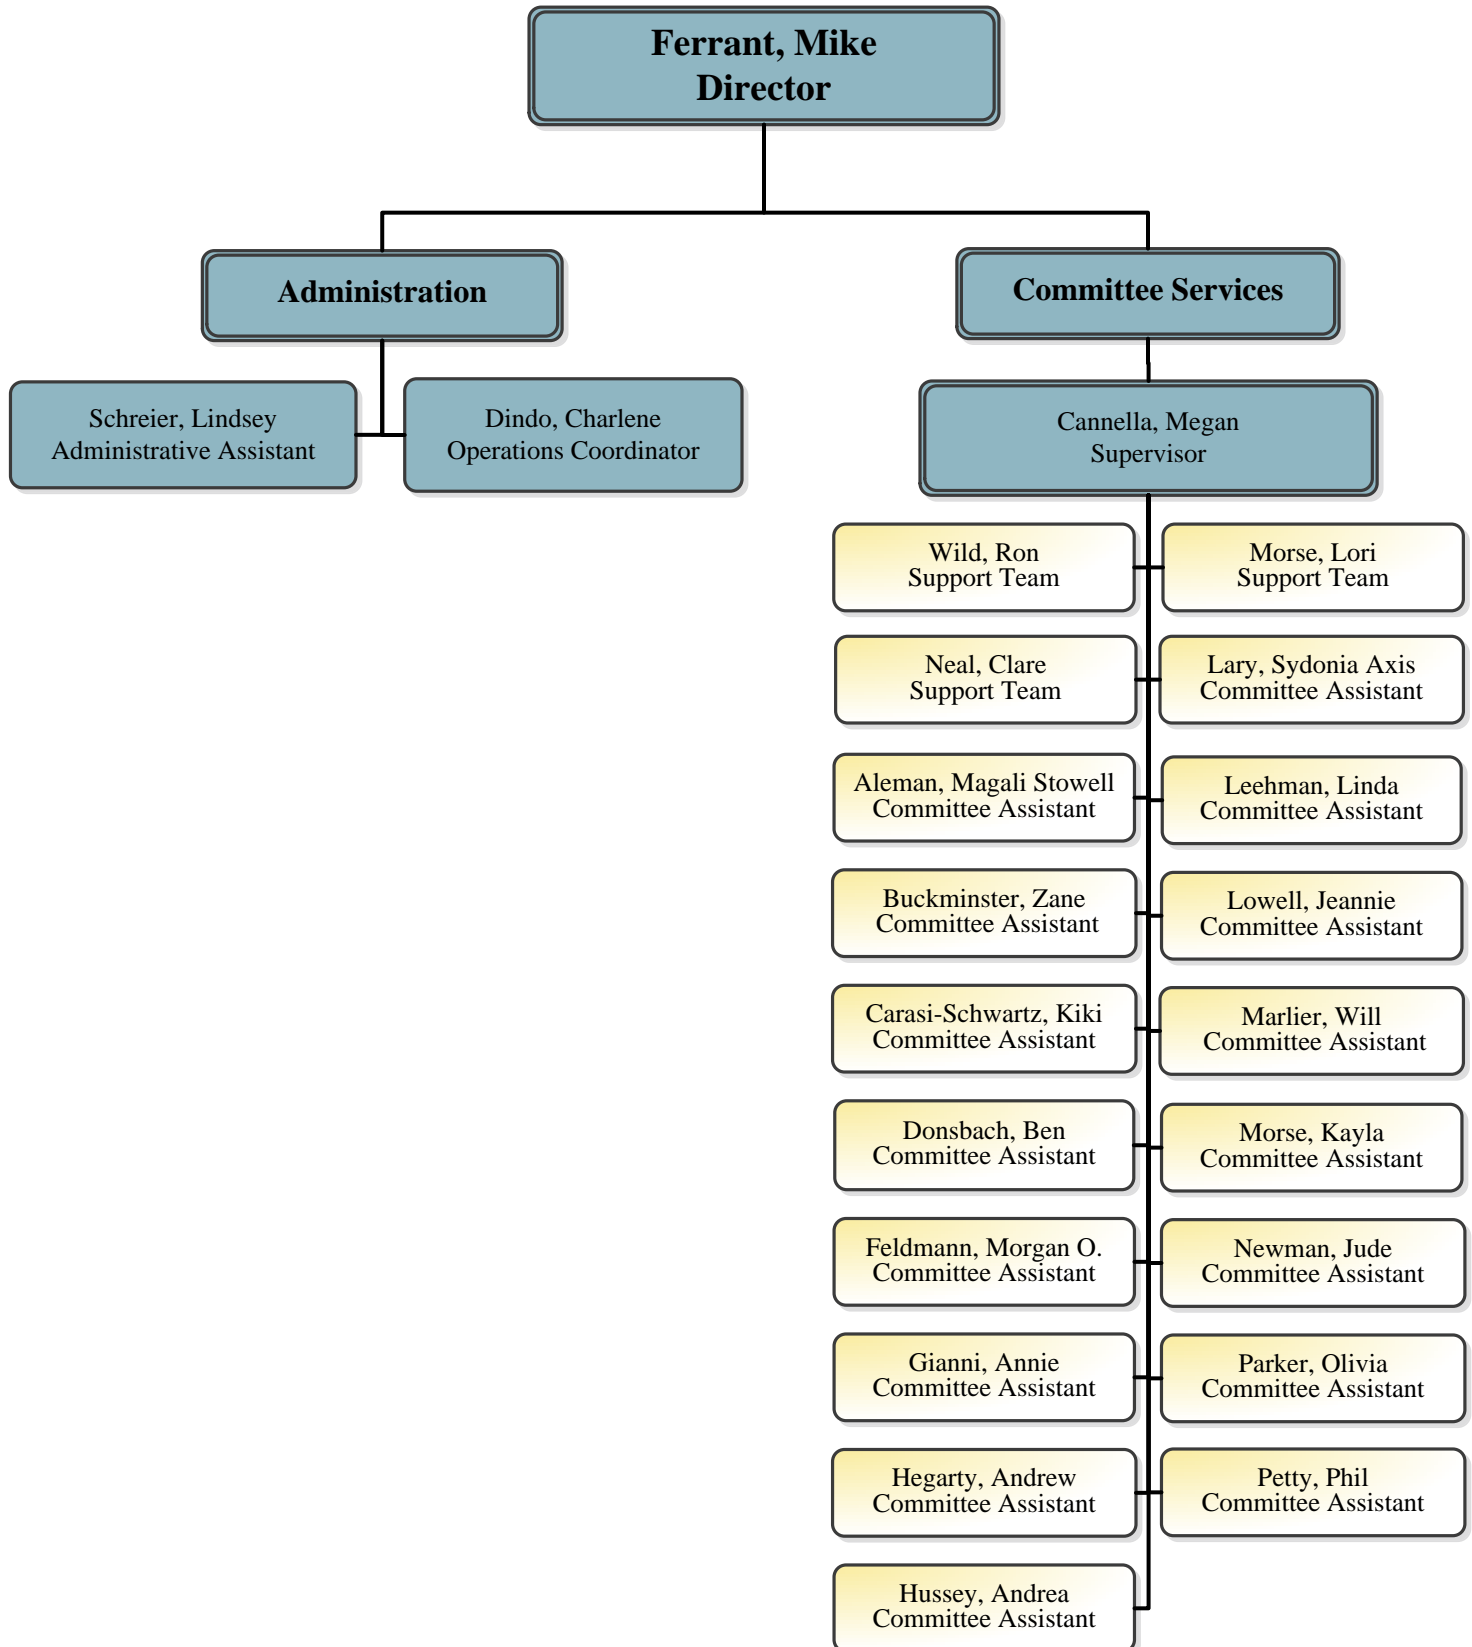 Ferrant, Mike
Director
Administration
Committee Services
Schreier, Lindsey
Administrative Assistant
Dindo, Charlene
Operations Coordinator
Cannella, Megan
Supervisor
Wild, Ron
Support Team
Morse, Lori
Support Team
Neal, Clare
Support Team
Lary, Sydonia Axis
Committee Assistant
Aleman, Magali Stowell
Committee Assistant
Leehman, Linda
Committee Assistant
Buckminster, Zane
Committee Assistant
Lowell, Jeannie
Committee Assistant
Carasi-Schwartz, Kiki
Committee Assistant
Marlier, Will
Committee Assistant
Donsbach, Ben
Committee Assistant
Morse, Kayla
Committee Assistant
Feldmann, Morgan O.
Committee Assistant
Newman, Jude
Committee Assistant
Gianni, Annie
Committee Assistant
Parker, Olivia
Committee Assistant
Hegarty, Andrew
Committee Assistant
Petty, Phil
Committee Assistant
Hussey, Andrea
Committee Assistant